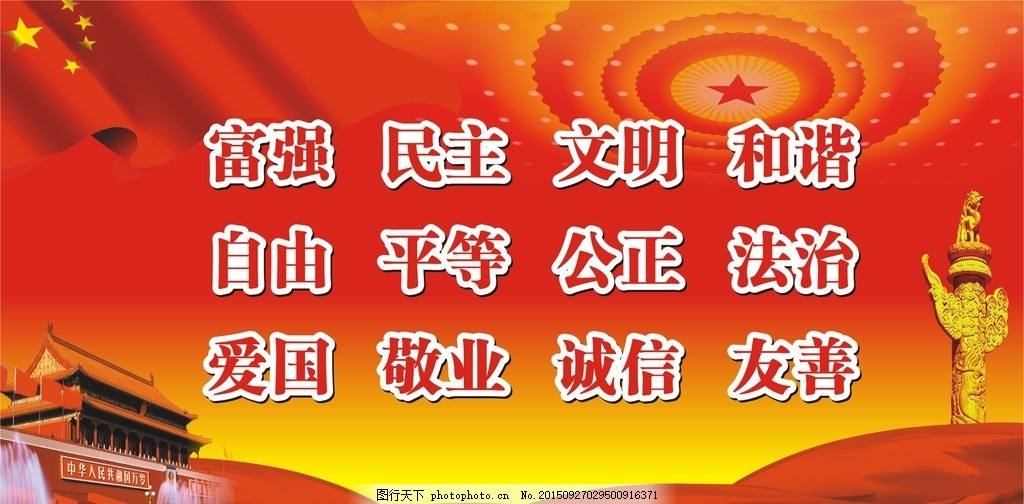 富强 民主 文明 和谐
自由 平等 公正 法治
爱国 敬业 诚信 友善
中华人民共和国万岁
图行天下 photophoto.cn No.20150927029500916371